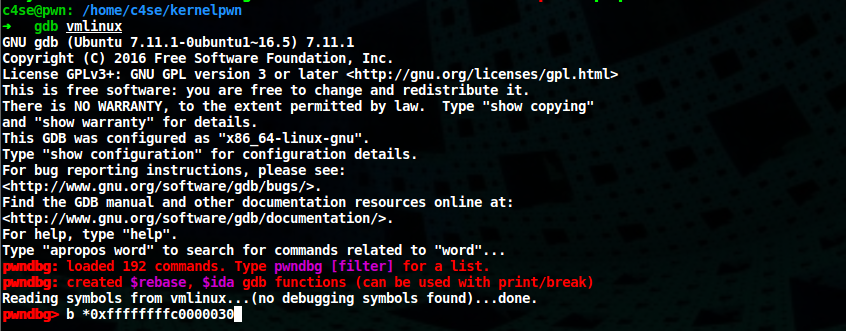 c4se@pwn: /home/c4se/kernelpwn
➜  gdb vmlinux
GNU gdb (Ubuntu 7.11.1-0ubuntu1~16.5) 7.11.1
Copyright (C) 2016 Free Software Foundation, Inc.
License GPLv3+: GNU GPL version 3 or later <http://gnu.org/licenses/gpl.html>
This is free software: you are free to change and redistribute it.
There is NO WARRANTY, to the extent permitted by law.  Type "show copying"
and "show warranty" for details.
This GDB was configured as "x86_64-linux-gnu".
Type "show configuration" for configuration details.
For bug reporting instructions, please see:
<http://www.gnu.org/software/gdb/bugs/>.
Find the GDB manual and other documentation resources online at:
<http://www.gnu.org/software/gdb/documentation/>.
For help, type "help".
Type "apropos word" to search for commands related to "word"...
pwndbg: loaded 192 commands. Type pwndbg [filter] for a list.
pwndbg: created $rebase, $ida gdb functions (can be used with print/break)
Reading symbols from vmlinux...(no debugging symbols found)...done.
pwndbg> b *0xffffffffc0000030